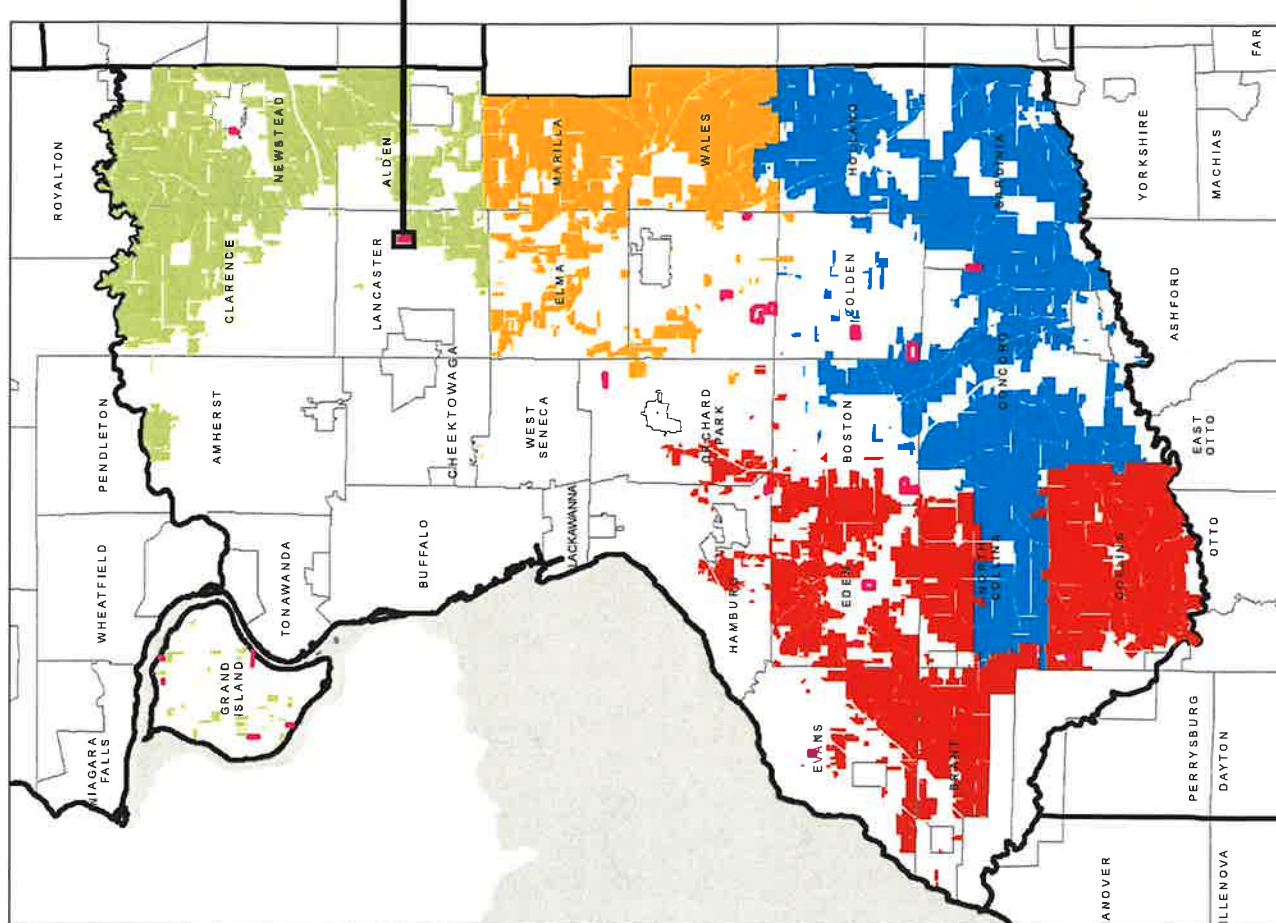 ROYALTON
PENDLETON
WHEATFIELD
NIAGARA
FALLS
GRAND
ISLAND
TONAWANDA
AMHERST
CLARENCE
NEWSTEAD
BUFFALO
CHEEKTOWAGA
LANCASTER
ALDEN
LACKAWANNA
WEST
SENECA
ELMA
MARILLA
HAMBURG
ORCHARD
PARK
WALES
EVANS
EDEN
BOSTON
COLDEN
HOLLAND
BRANT
NORTH
COLLINS
CONCORD
SARDINIA
COLLINS
PERRYSBURG
DAYTON
OTTO
EAST
OTTO
ASHFORD
YORKSHIRE
MACHIAS
FAR
ANOVER
ILLENOVA